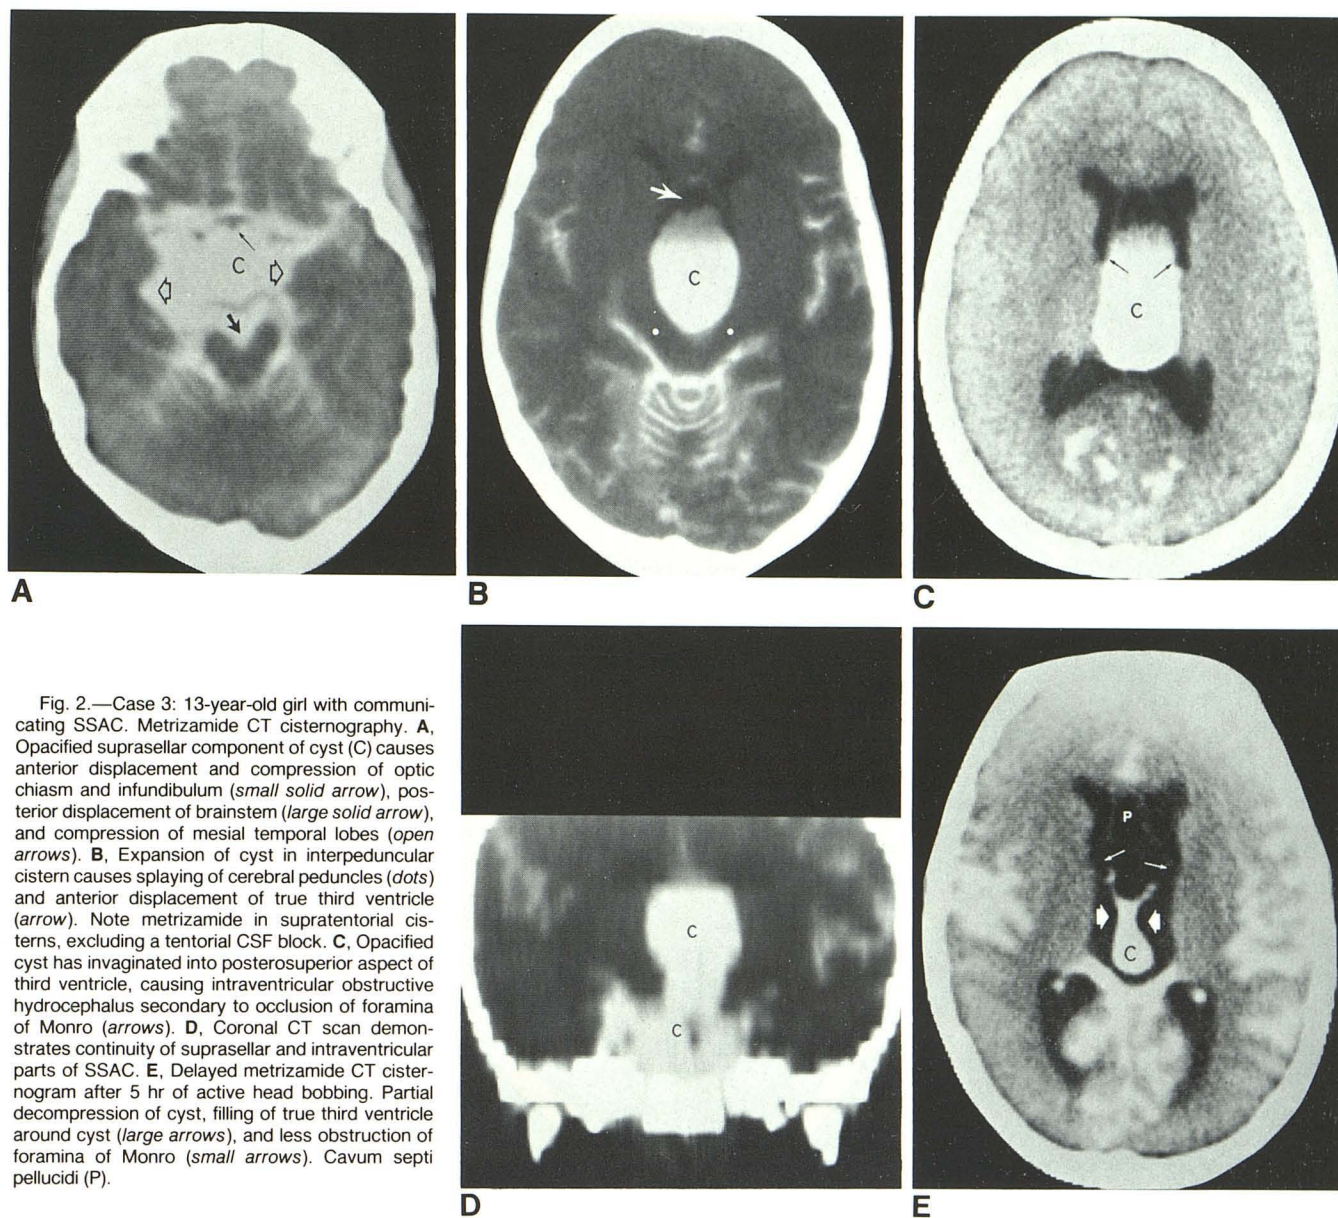 C
A
C
B
C
C
Fig. 2.—Case 3: 13-year-old girl with communi-
cating SSAC. Metrizamide CT cisternography. A,
Opacified suprasellar component of cyst (C) causes
anterior displacement and compression of optic
chiasm and infundibulum (small solid arrow), pos-
terior displacement of brainstem (large solid arrow),
and compression of mesial temporal lobes (open
arrows). B, Expansion of cyst in interpeduncular
cistern causes splaying of cerebral peduncles (dots)
and anterior displacement of true third ventricle
(arrow). Note metrizamide in supratentorial cis-
terns, excluding a tentorial CSF block. C, Opacified
cyst has invaginated into posterosuperior aspect of
third ventricle, causing intraventricular obstructive
hydrocephalus secondary to occlusion of foramina
of Monro (arrows). D, Coronal CT scan demon-
strates continuity of suprasellar and intraventricular
parts of SSAC. E, Delayed metrizamide CT cister-
nogram after 5 hr of active head bobbing. Partial
decompression of cyst, filling of true third ventricle
around cyst (large arrows), and less obstruction of
foramina of Monro (small arrows). Cavum septi
pellucidi (P).
C
C
D
P
C
E